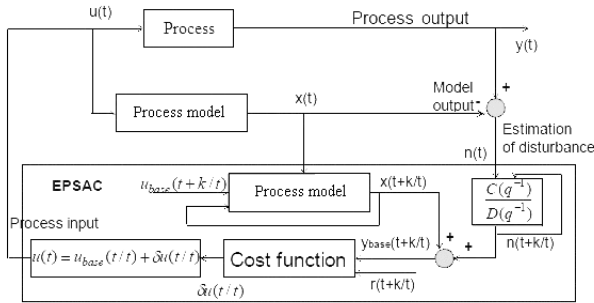 u(t)
Process output
Process
y(t)
+
Process model
x(t)
Model
output-
Estimation
of disturbance
n(t)
EPSAC
u_base(t+k/t)
Process model
x(t+k/t)
C(q⁻¹)
D(q⁻¹)
n(t+k/t)
Process input
u(t)=u_base(t/t)+δu(t/t)
Cost function
y_base(t+k/t)
+
+
r(t+k/t)
δu(t/t)